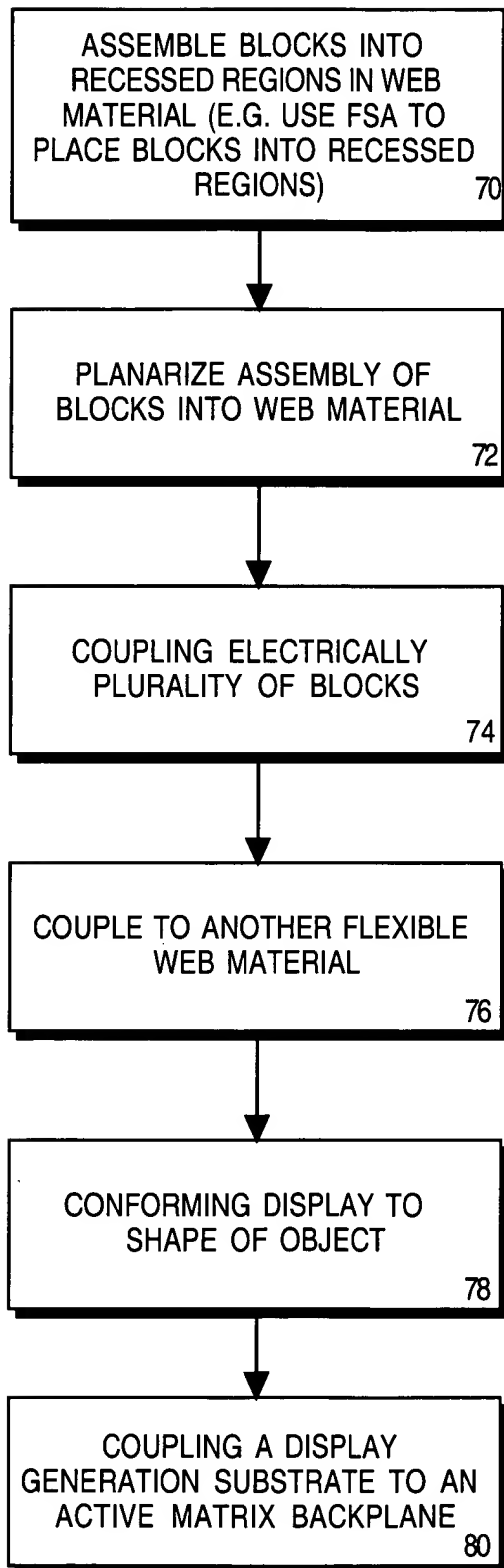 ASSEMBLE BLOCKS INTO
RECESSED REGIONS IN WEB
MATERIAL (E.G. USE FSA TO
PLACE BLOCKS INTO RECESSED
REGIONS)
70
PLANARIZE ASSEMBLY OF
BLOCKS INTO WEB MATERIAL
72
COUPLING ELECTRICALLY
PLURALITY OF BLOCKS
74
COUPLE TO ANOTHER FLEXIBLE
WEB MATERIAL
76
CONFORMING DISPLAY TO
SHAPE OF OBJECT
78
COUPLING A DISPLAY
GENERATION SUBSTRATE TO AN
ACTIVE MATRIX BACKPLANE
80